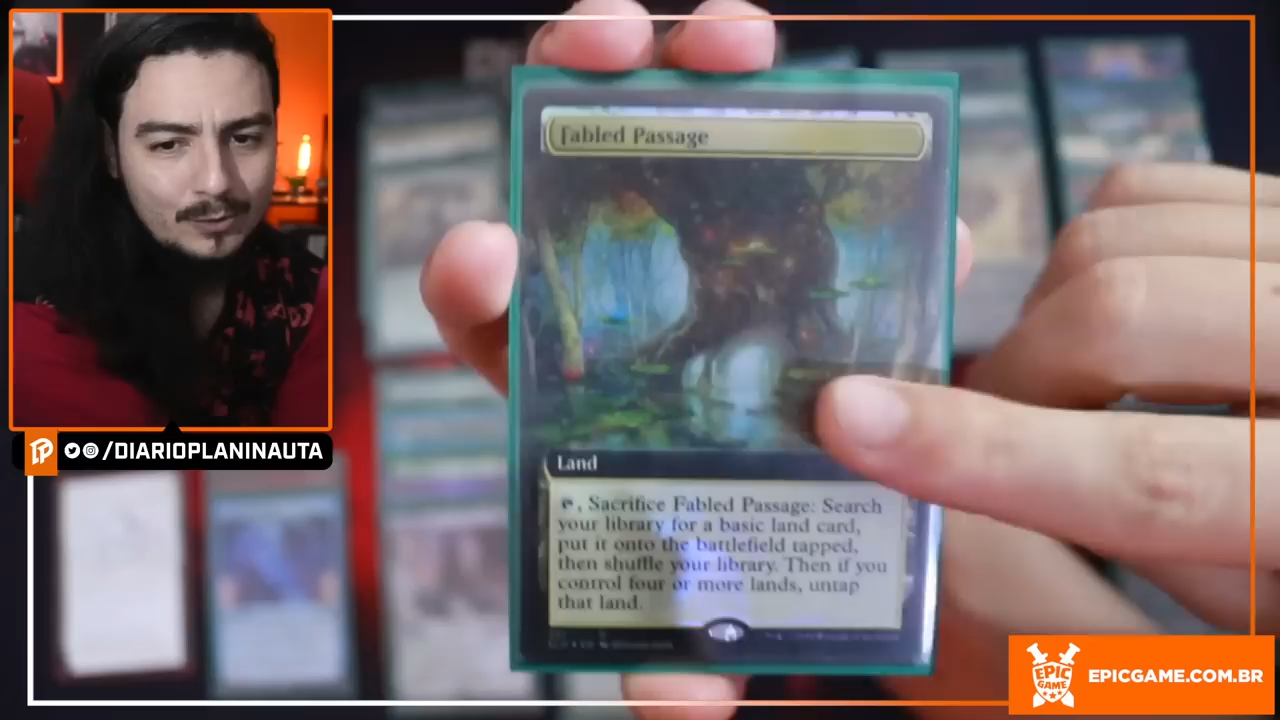 Fabled Passage
Land
, Sacrifice Fabled Passage: Search
your library for a basic land card,
put it onto the battlefield tapped,
then shuffle your library. Then if you
control four or more lands, untap
that land.
/DIARIOPLANINAUTA
EPIC
GAME
EPICGAME.COM.BR